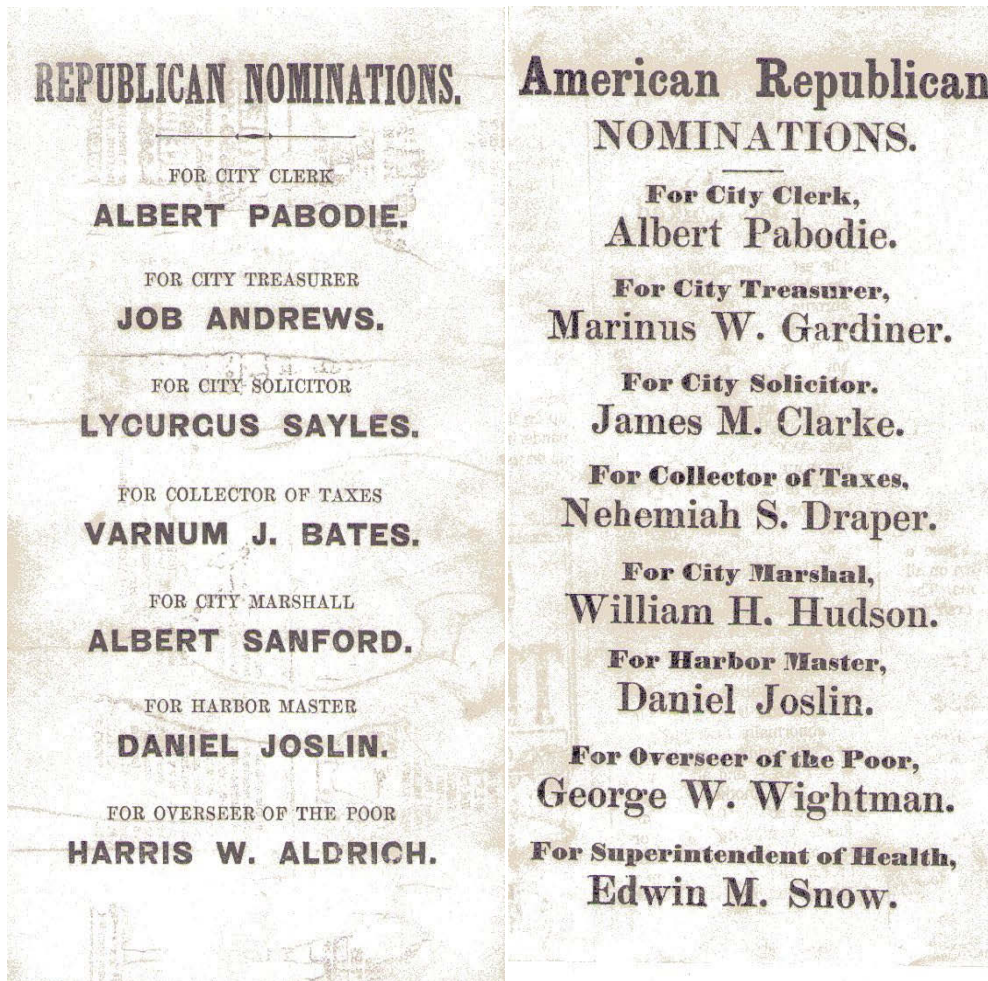 REPUBLICAN NOMINATIONS.
FOR CITY CLERK
ALBERT PABODIE.
FOR CITY TREASURER
JOB ANDREWS.
FOR CITY SOLICITOR
LYCURGUS SAYLES.
FOR COLLECTOR OF TAXES
VARNUM J. BATES.
FOR CITY MARSHALL
ALBERT SANFORD.
FOR HARBOR MASTER
DANIEL JOSLIN.
FOR OVERSEER OF THE POOR
HARRIS W. ALDRICH.
American Republican
NOMINATIONS.
For City Clerk,
Albert Pabodie.
For City Treasurer,
Marinus W. Gardiner.
For City Solicitor.
James M. Clarke.
For Collector of Taxes,
Nehemiah S. Draper.
For City Marshal,
William H. Hudson.
For Harbor Master,
Daniel Joslin.
For Overseer of the Poor,
George W. Wightman.
For Superintendent of Health,
Edwin M. Snow.